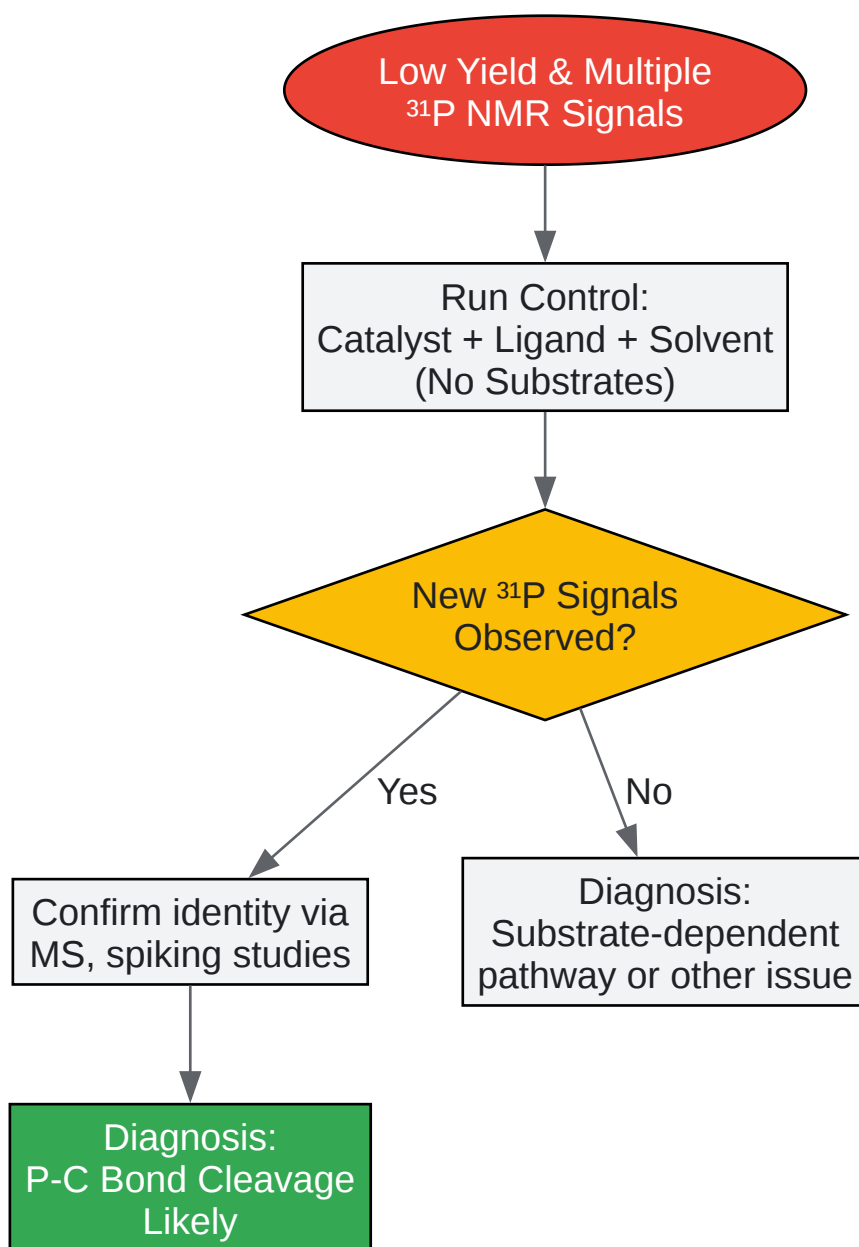 Low Yield & Multiple
³¹P NMR Signals
Run Control:
Catalyst + Ligand + Solvent
(No Substrates)
New ³¹P Signals
Observed?
Yes
No
Confirm identity via
MS, spiking studies
Diagnosis:
Substrate-dependent
pathway or other issue
Diagnosis:
P-C Bond Cleavage
Likely